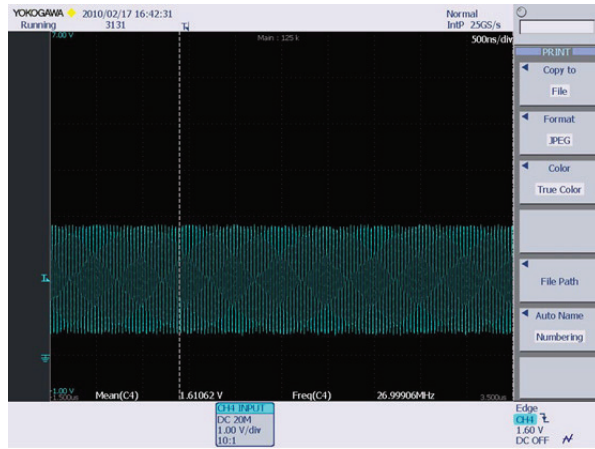 YOKOGAWA 2010/02/17 16:42:31 Normal
Running 3131 IntP 25GS/s
7.00 V Main : 125 k 500ns/div
PRINT
Copy to
File
Format
JPEG
Color
True Color
File Path
Auto Name
Numbering
-1.00 V Mean(C4) 1.61062 V Freq(C4) 26.99906MHz
-1.500us 3.500us
CH4 INPUT
DC 20M
1.00 V/div
10:1
Edge
CH4
1.60 V
DC OFF